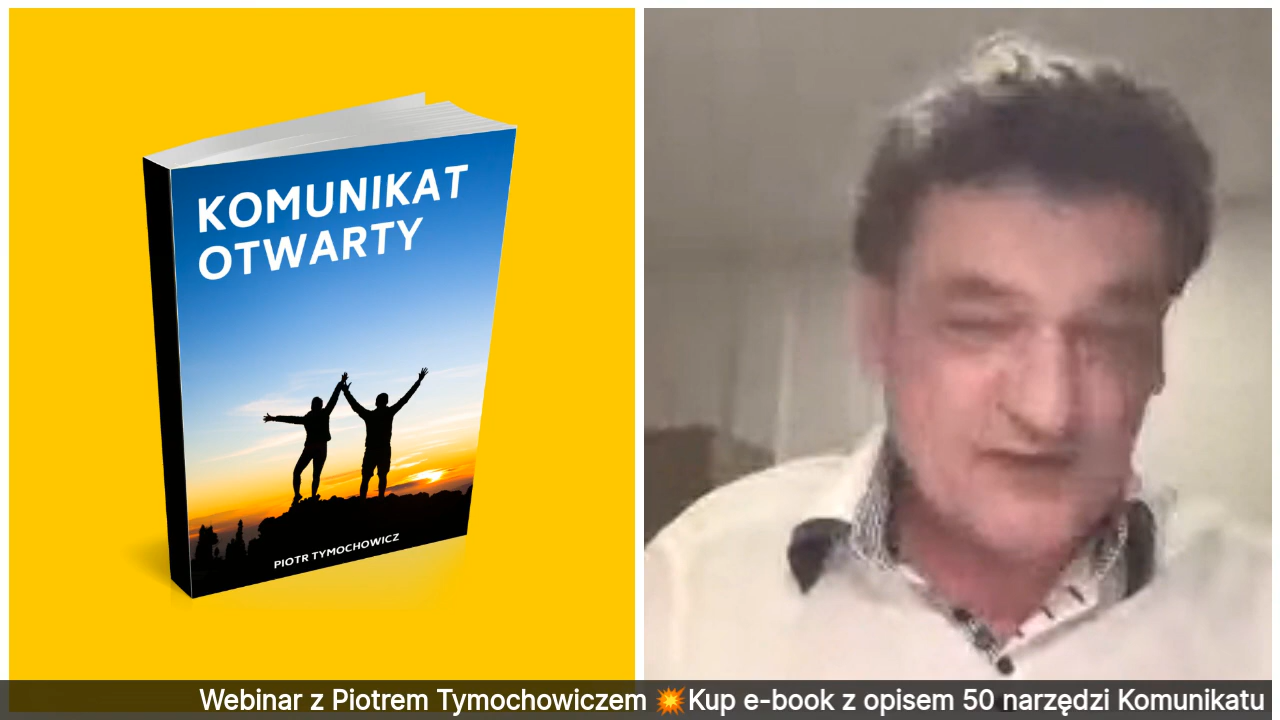 KOMUNIKAT
OTWARTY
PIOTR TYMOCHOWICZ
Webinar z Piotrem Tymochowiczem 💥Kup e-book z opisem 50 narzędzi Komunikatu